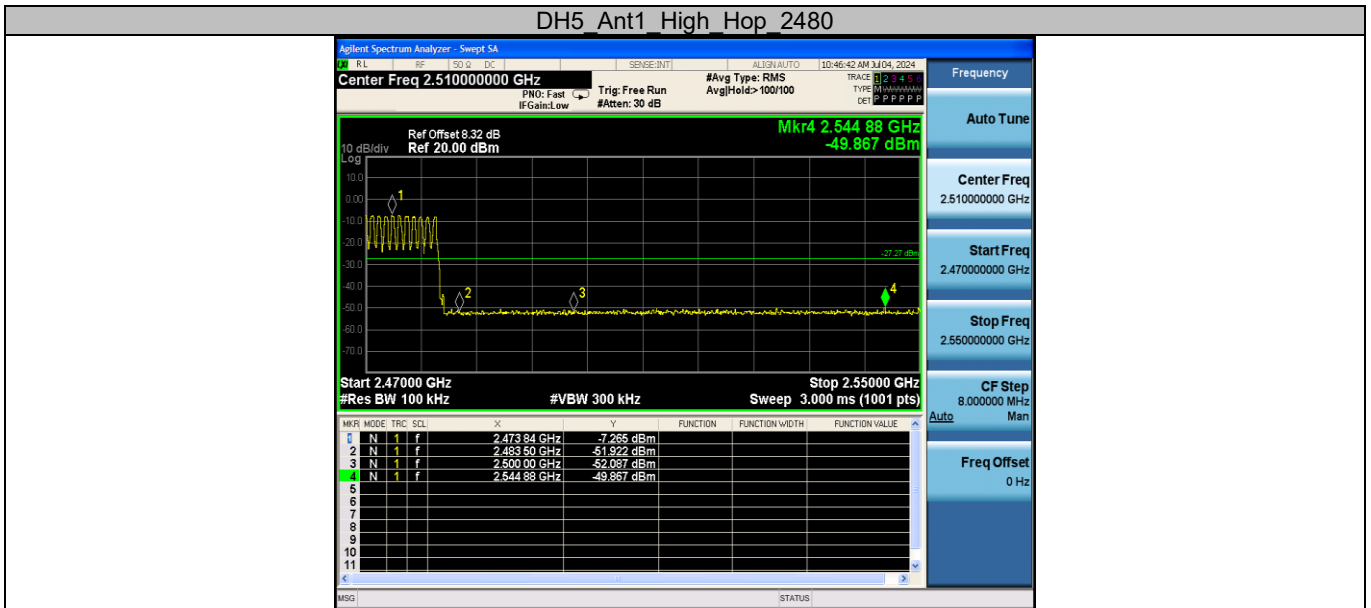 DH5_Ant1_High_Hop_2480
Agilent Spectrum Analyzer - Swept SA
RL RF 50 Ω DC SENSE:INT ALIGN AUTO 10:46:42 AM Jul 04, 2024
Center Freq 2.510000000 GHz
PNO: Fast
IFGain:Low
Trig: Free Run
#Atten: 30 dB
#Avg Type: RMS
Avg|Hold:>100/100
TRACE 1 2 3 4 5 6
TYPE M
DET P P P P P P
Mkr4 2.544 88 GHz
-49.867 dBm
Ref Offset 8.32 dB
10 dB/div Ref 20.00 dBm
Log
10.0
0.00
-10.0
-20.0
-30.0
-40.0
-50.0
-60.0
-70.0
1
2
3
4
-27.27 dBm
Start 2.47000 GHz Stop 2.55000 GHz
#Res BW 100 kHz #VBW 300 kHz Sweep 3.000 ms (1001 pts)
MKR MODE TRC SCL X Y FUNCTION FUNCTION WIDTH FUNCTION VALUE
1 N 1 f 2.473 84 GHz -7.265 dBm
2 N 1 f 2.483 50 GHz -51.922 dBm
3 N 1 f 2.500 00 GHz -52.087 dBm
4 N 1 f 2.544 88 GHz -49.867 dBm
5
6
7
8
9
10
11
MSG STATUS
Frequency
Auto Tune
Center Freq
2.510000000 GHz
Start Freq
2.470000000 GHz
Stop Freq
2.550000000 GHz
CF Step
8.000000 MHz
Auto Man
Freq Offset
0 Hz